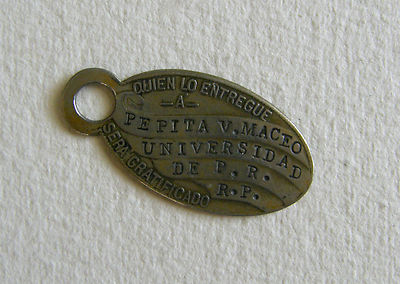 QUIEN LO ENTREGUE
-A-
PEPITA V. MACEO
UNIVERSIDAD
DE P. R.
R.P.
SERA GRATIFICADO